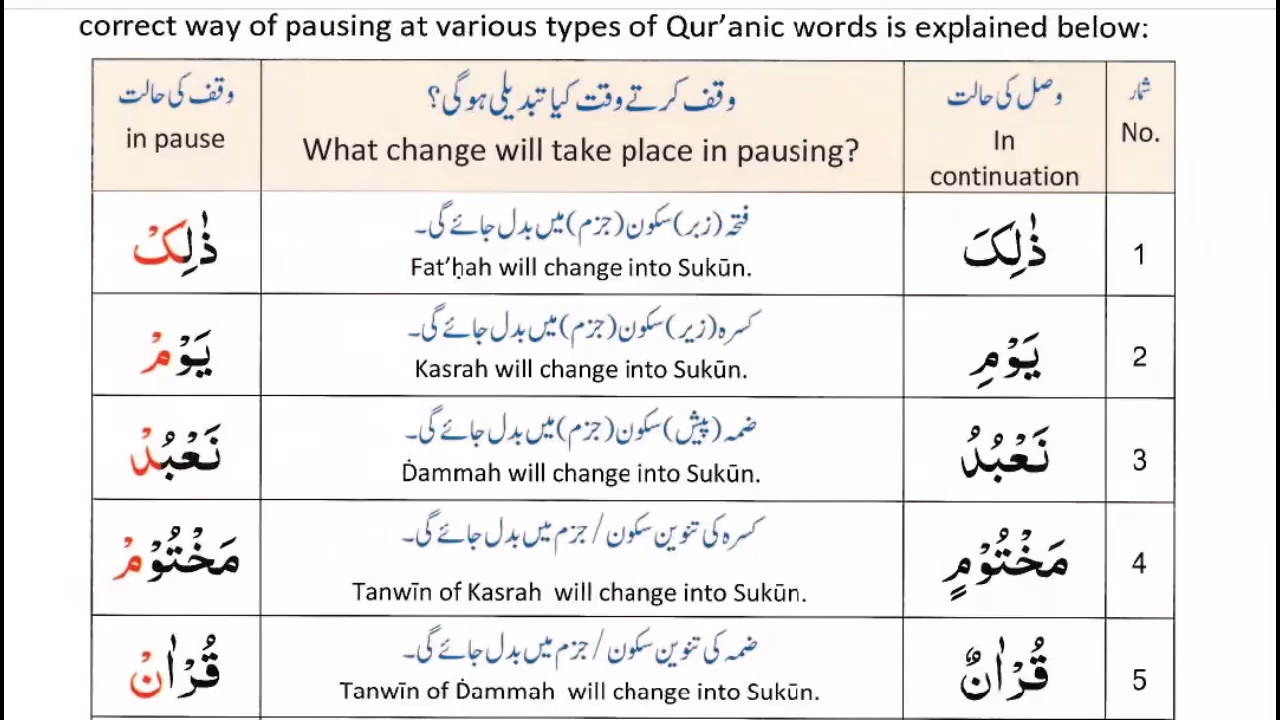 correct way of pausing at various types of Qur’anic words is explained below:
شمار
No.
وصل کی حالت
In
continuation
وقف کرتے وقت کیا تبدیلی ہوگی؟
What change will take place in pausing?
وقف کی حالت
in pause
1
ذٰلِكَ
فتحہ (زبر) سکون (جزم) میں بدل جائے گی۔
Fat’ḥah will change into Sukūn.
ذٰلِكْ
2
يَوْمِ
کسرہ (زیر) سکون (جزم) میں بدل جائے گی۔
Kasrah will change into Sukūn.
يَوْمْ
3
نَعْبُدُ
ضمہ (پیش) سکون (جزم) میں بدل جائے گی۔
Ḋammah will change into Sukūn.
نَعْبُدْ
4
مَخْتُوْمٍ
کسرہ کی تنوین سکون / جزم میں بدل جائے گی۔
Tanwīn of Kasrah will change into Sukūn.
مَخْتُوْمْ
5
قُرْاٰنٌ
ضمہ کی تنوین سکون / جزم میں بدل جائے گی۔
Tanwīn of Ḋammah will change into Sukūn.
قُرْاٰنْ